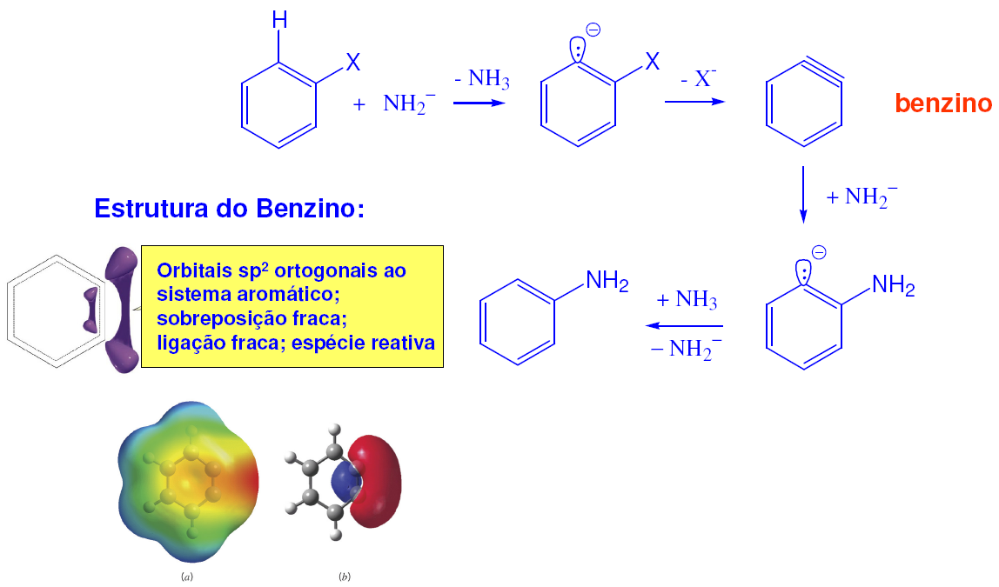 H
X
+ NH₂⁻
- NH₃
⊖
X
- X⁻
benzino
+ NH₂⁻
Estrutura do Benzino:
Orbitais sp² ortogonais ao
sistema aromático;
sobreposição fraca;
ligação fraca; espécie reativa
NH₂
+ NH₃
– NH₂⁻
⊖
NH₂
(a)
(b)